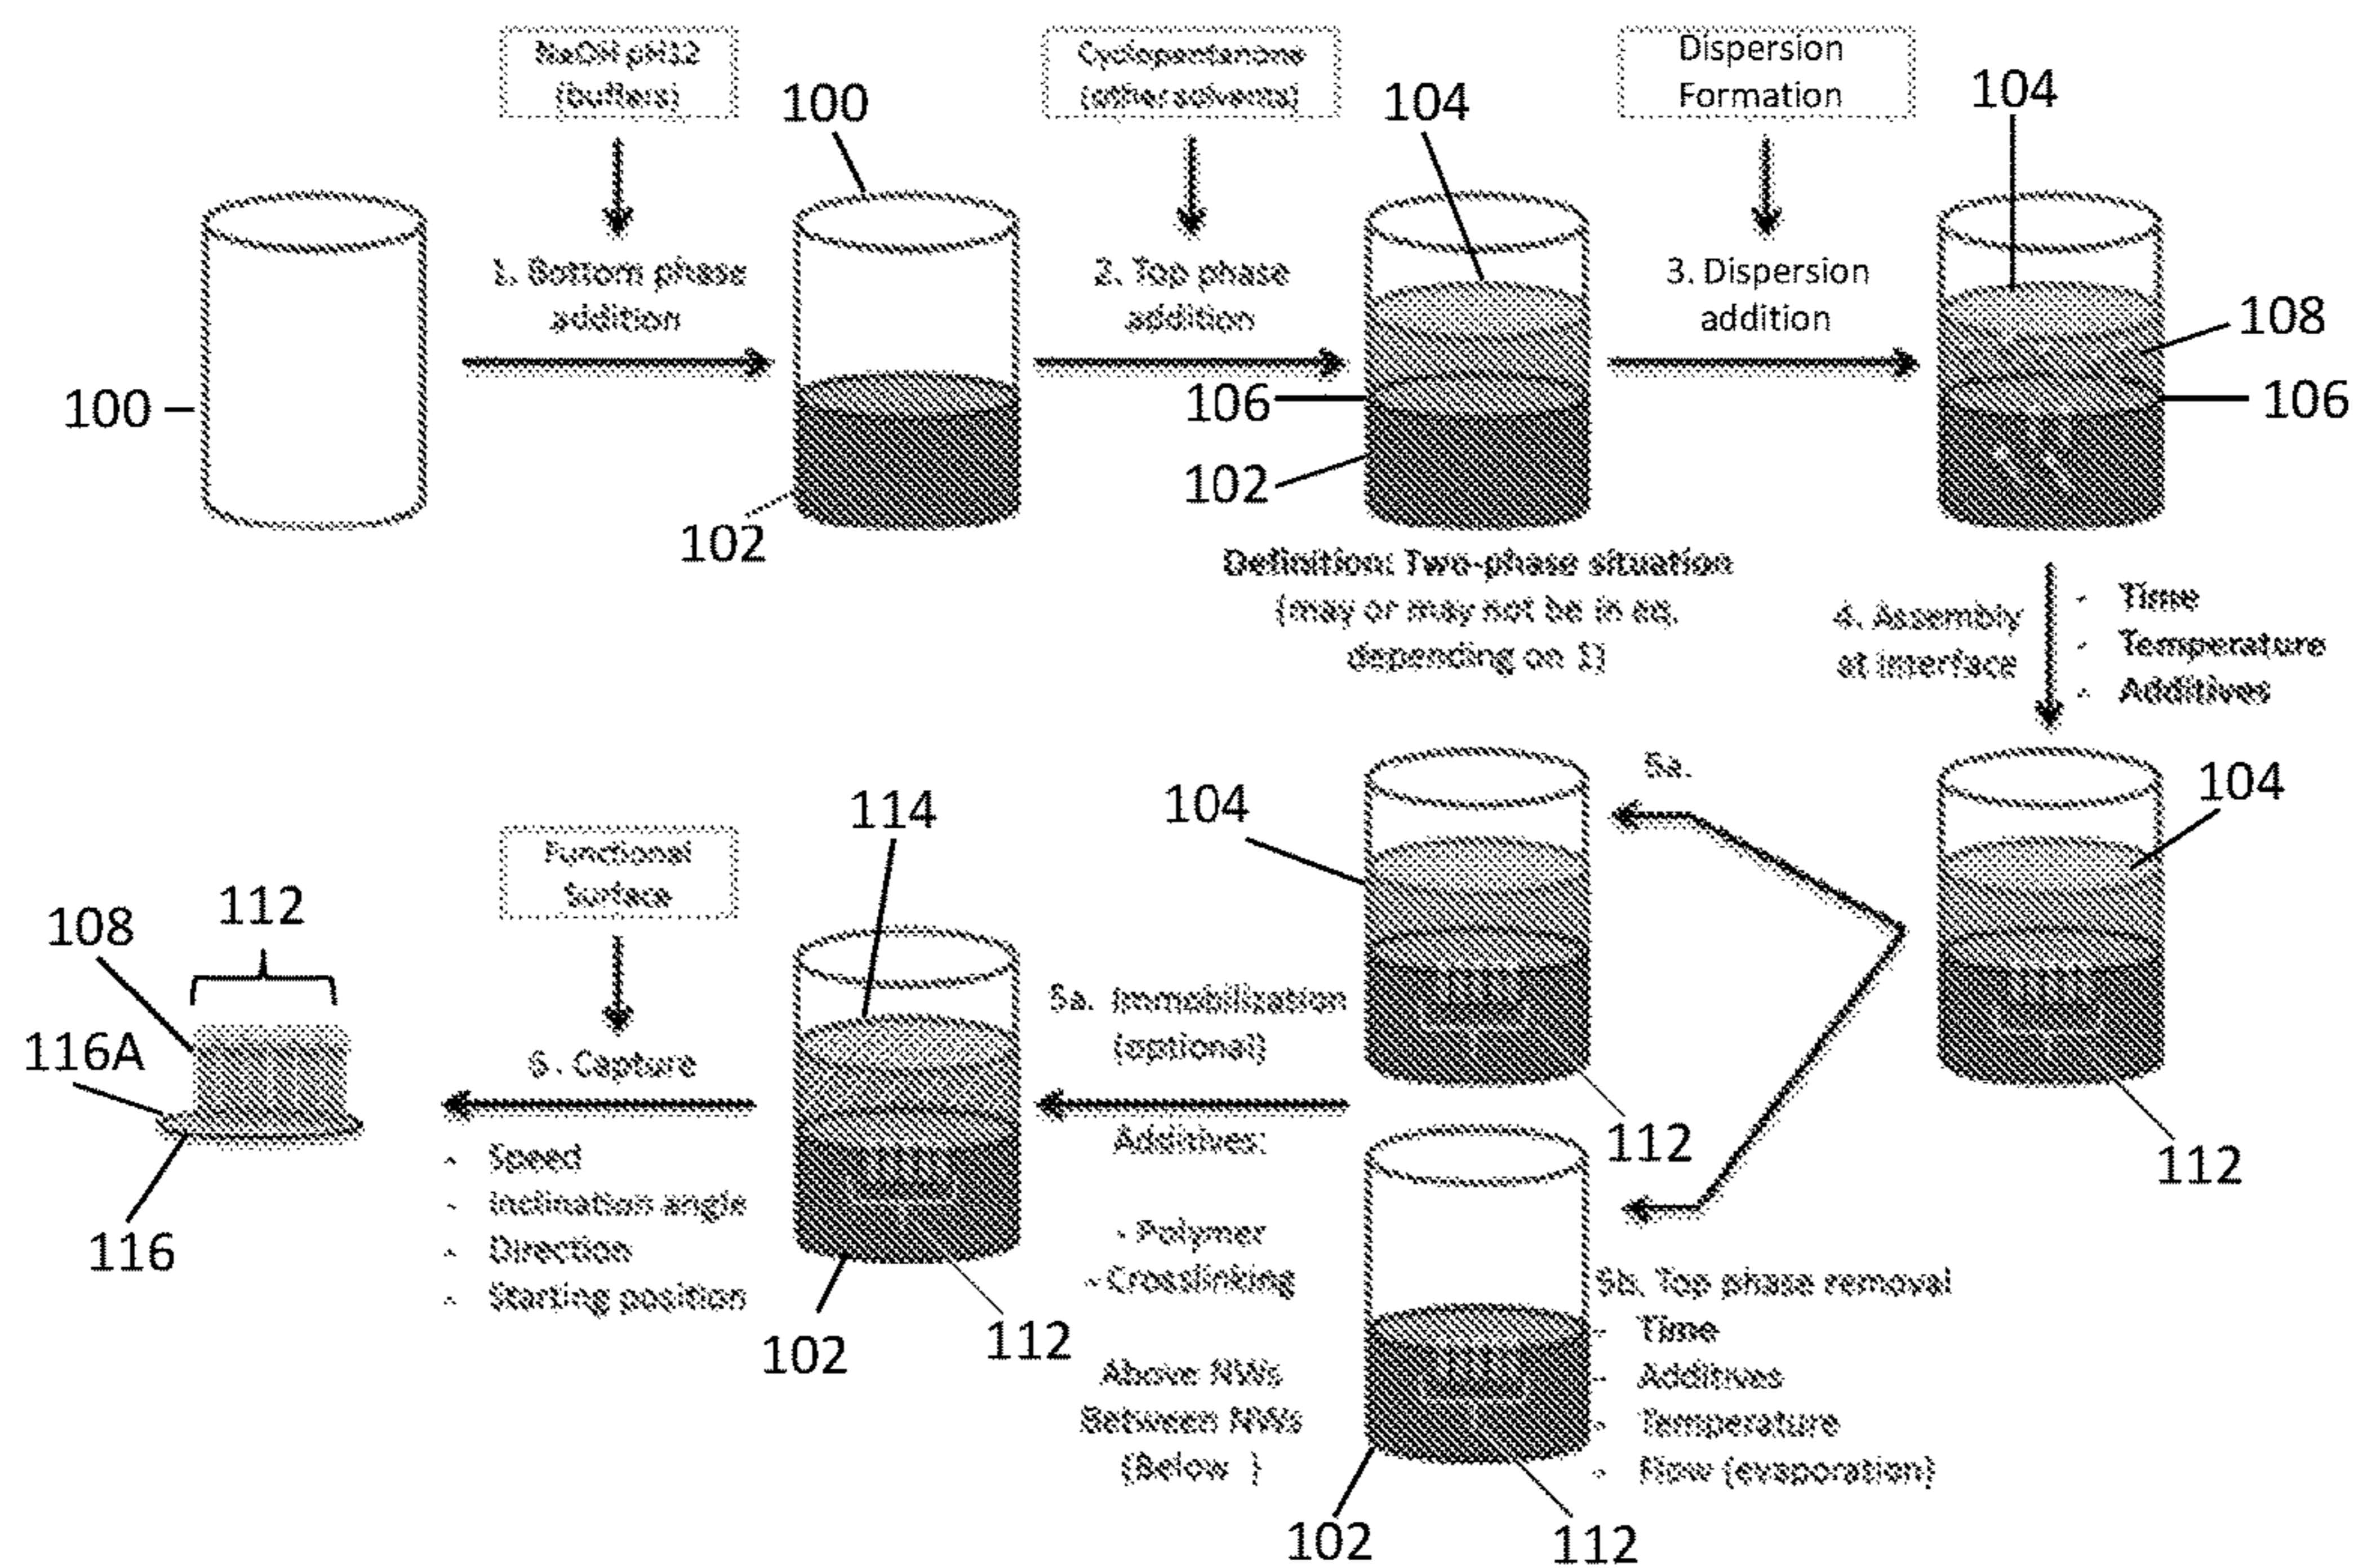 NaOH pH12
(buffers)
Cyclopentanone
(other solvents)
Dispersion
Formation
100
104
104
1. Bottom phase
addition
2. Top phase
addition
3. Dispersion
addition
108
100
106
106
102
102
Definition: Two-phase situation
(may or may not be in eq.
depending on 1)
4. Assembly
at interface
- Time
- Temperature
- Additives
5a.
104
104
114
Functional
Surface
112
108
116A
116
6. Capture
- Speed
- Inclination angle
- Direction
- Starting position
5a. Immobilization
(optional)
Additives:
- Polymer
- Crosslinking
Above NWs
Between NWs
(Below )
102
112
112
112
5b. Top phase removal
- Time
- Additives
- Temperature
- Flow (evaporation)
102
112